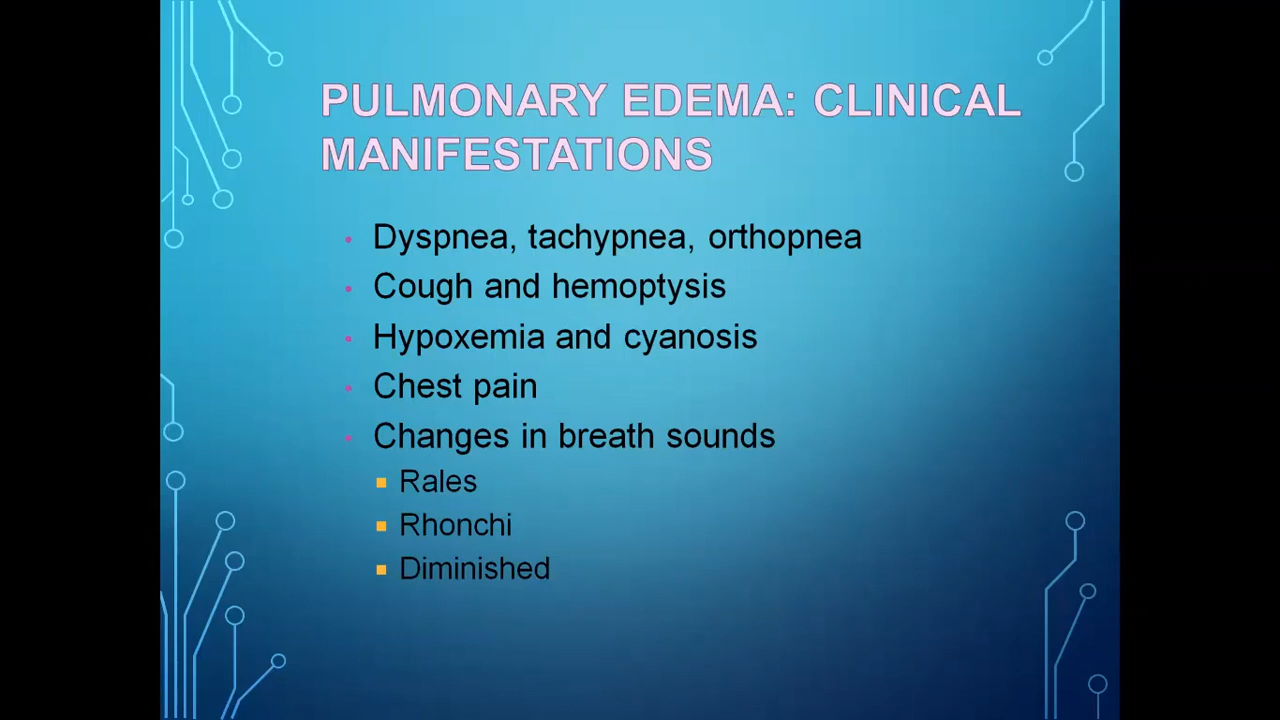 PULMONARY EDEMA: CLINICAL
MANIFESTATIONS
• Dyspnea, tachypnea, orthopnea
• Cough and hemoptysis
• Hypoxemia and cyanosis
• Chest pain
• Changes in breath sounds
▪ Rales
▪ Rhonchi
▪ Diminished